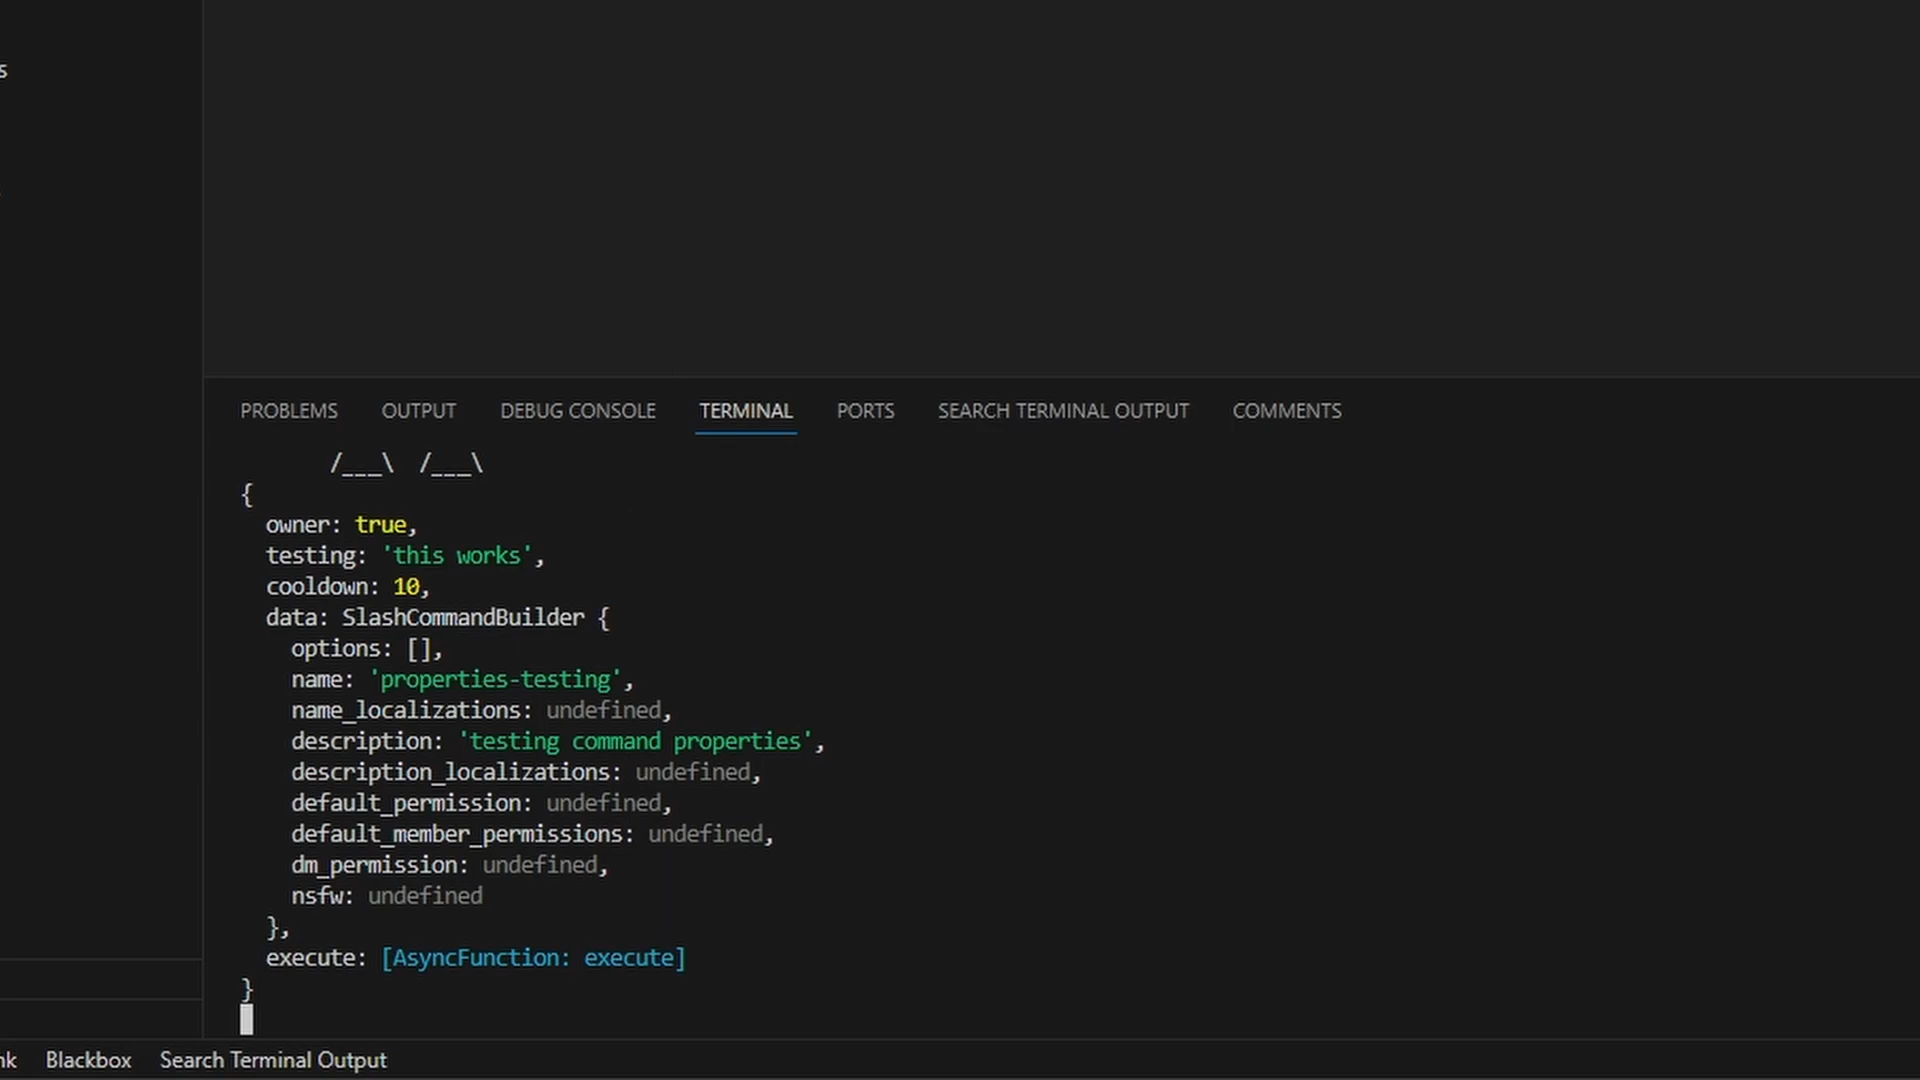 s
PROBLEMS OUTPUT DEBUG CONSOLE TERMINAL PORTS SEARCH TERMINAL OUTPUT COMMENTS
/___\ /___\
{
owner: true,
testing: 'this works',
cooldown: 10,
data: SlashCommandBuilder {
options: [],
name: 'properties-testing',
name_localizations: undefined,
description: 'testing command properties',
description_localizations: undefined,
default_permission: undefined,
default_member_permissions: undefined,
dm_permission: undefined,
nsfw: undefined
},
execute: [AsyncFunction: execute]
}
nk Blackbox Search Terminal Output